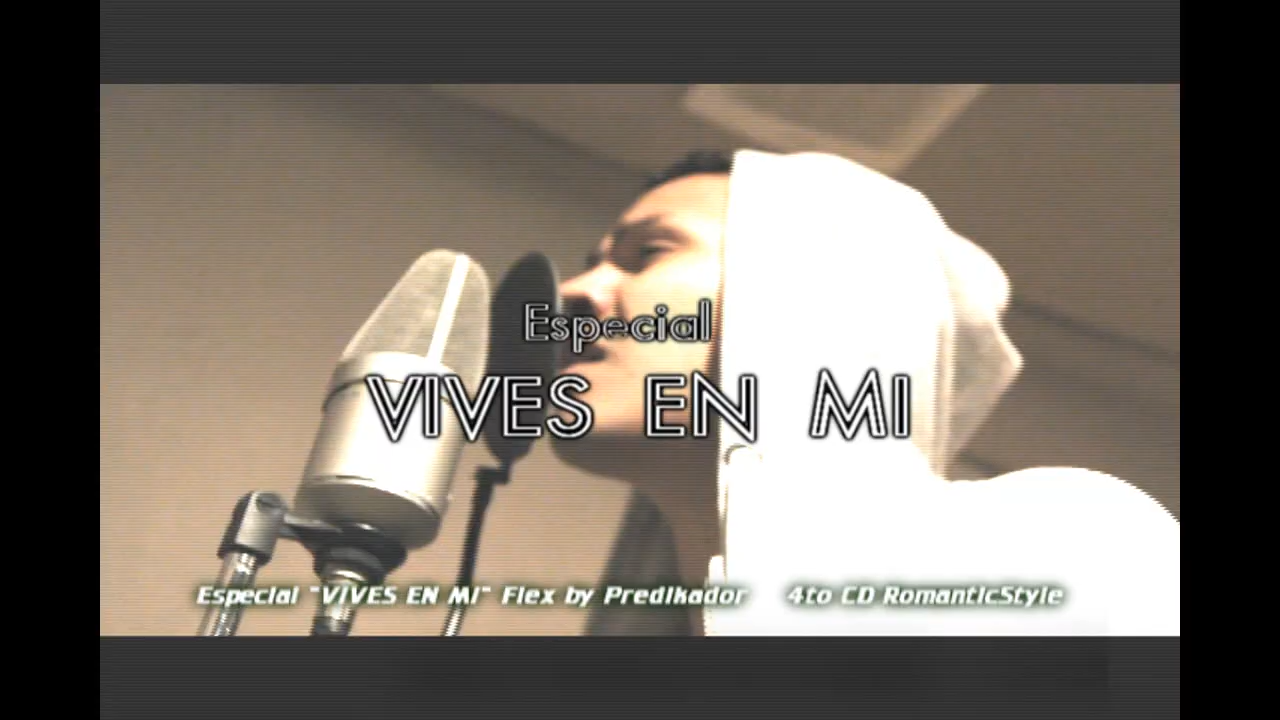 Especial
VIVES EN MI
Especial "VIVES EN MI" Flex by Predikador 4to CD RomanticStyle